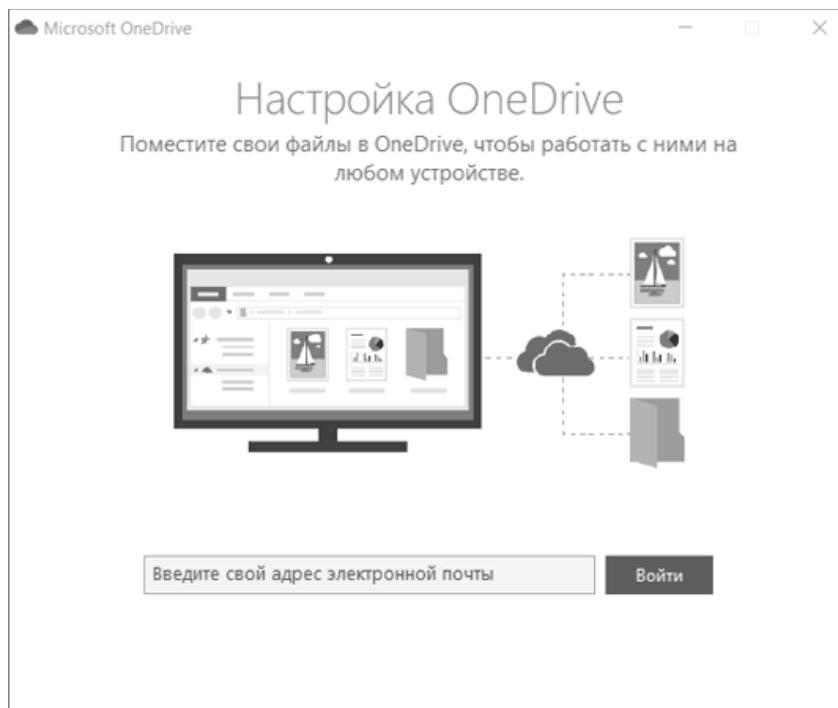 Microsoft OneDrive
Настройка OneDrive
Поместите свои файлы в OneDrive, чтобы работать с ними на
любом устройстве.
Введите свой адрес электронной почты
Войти